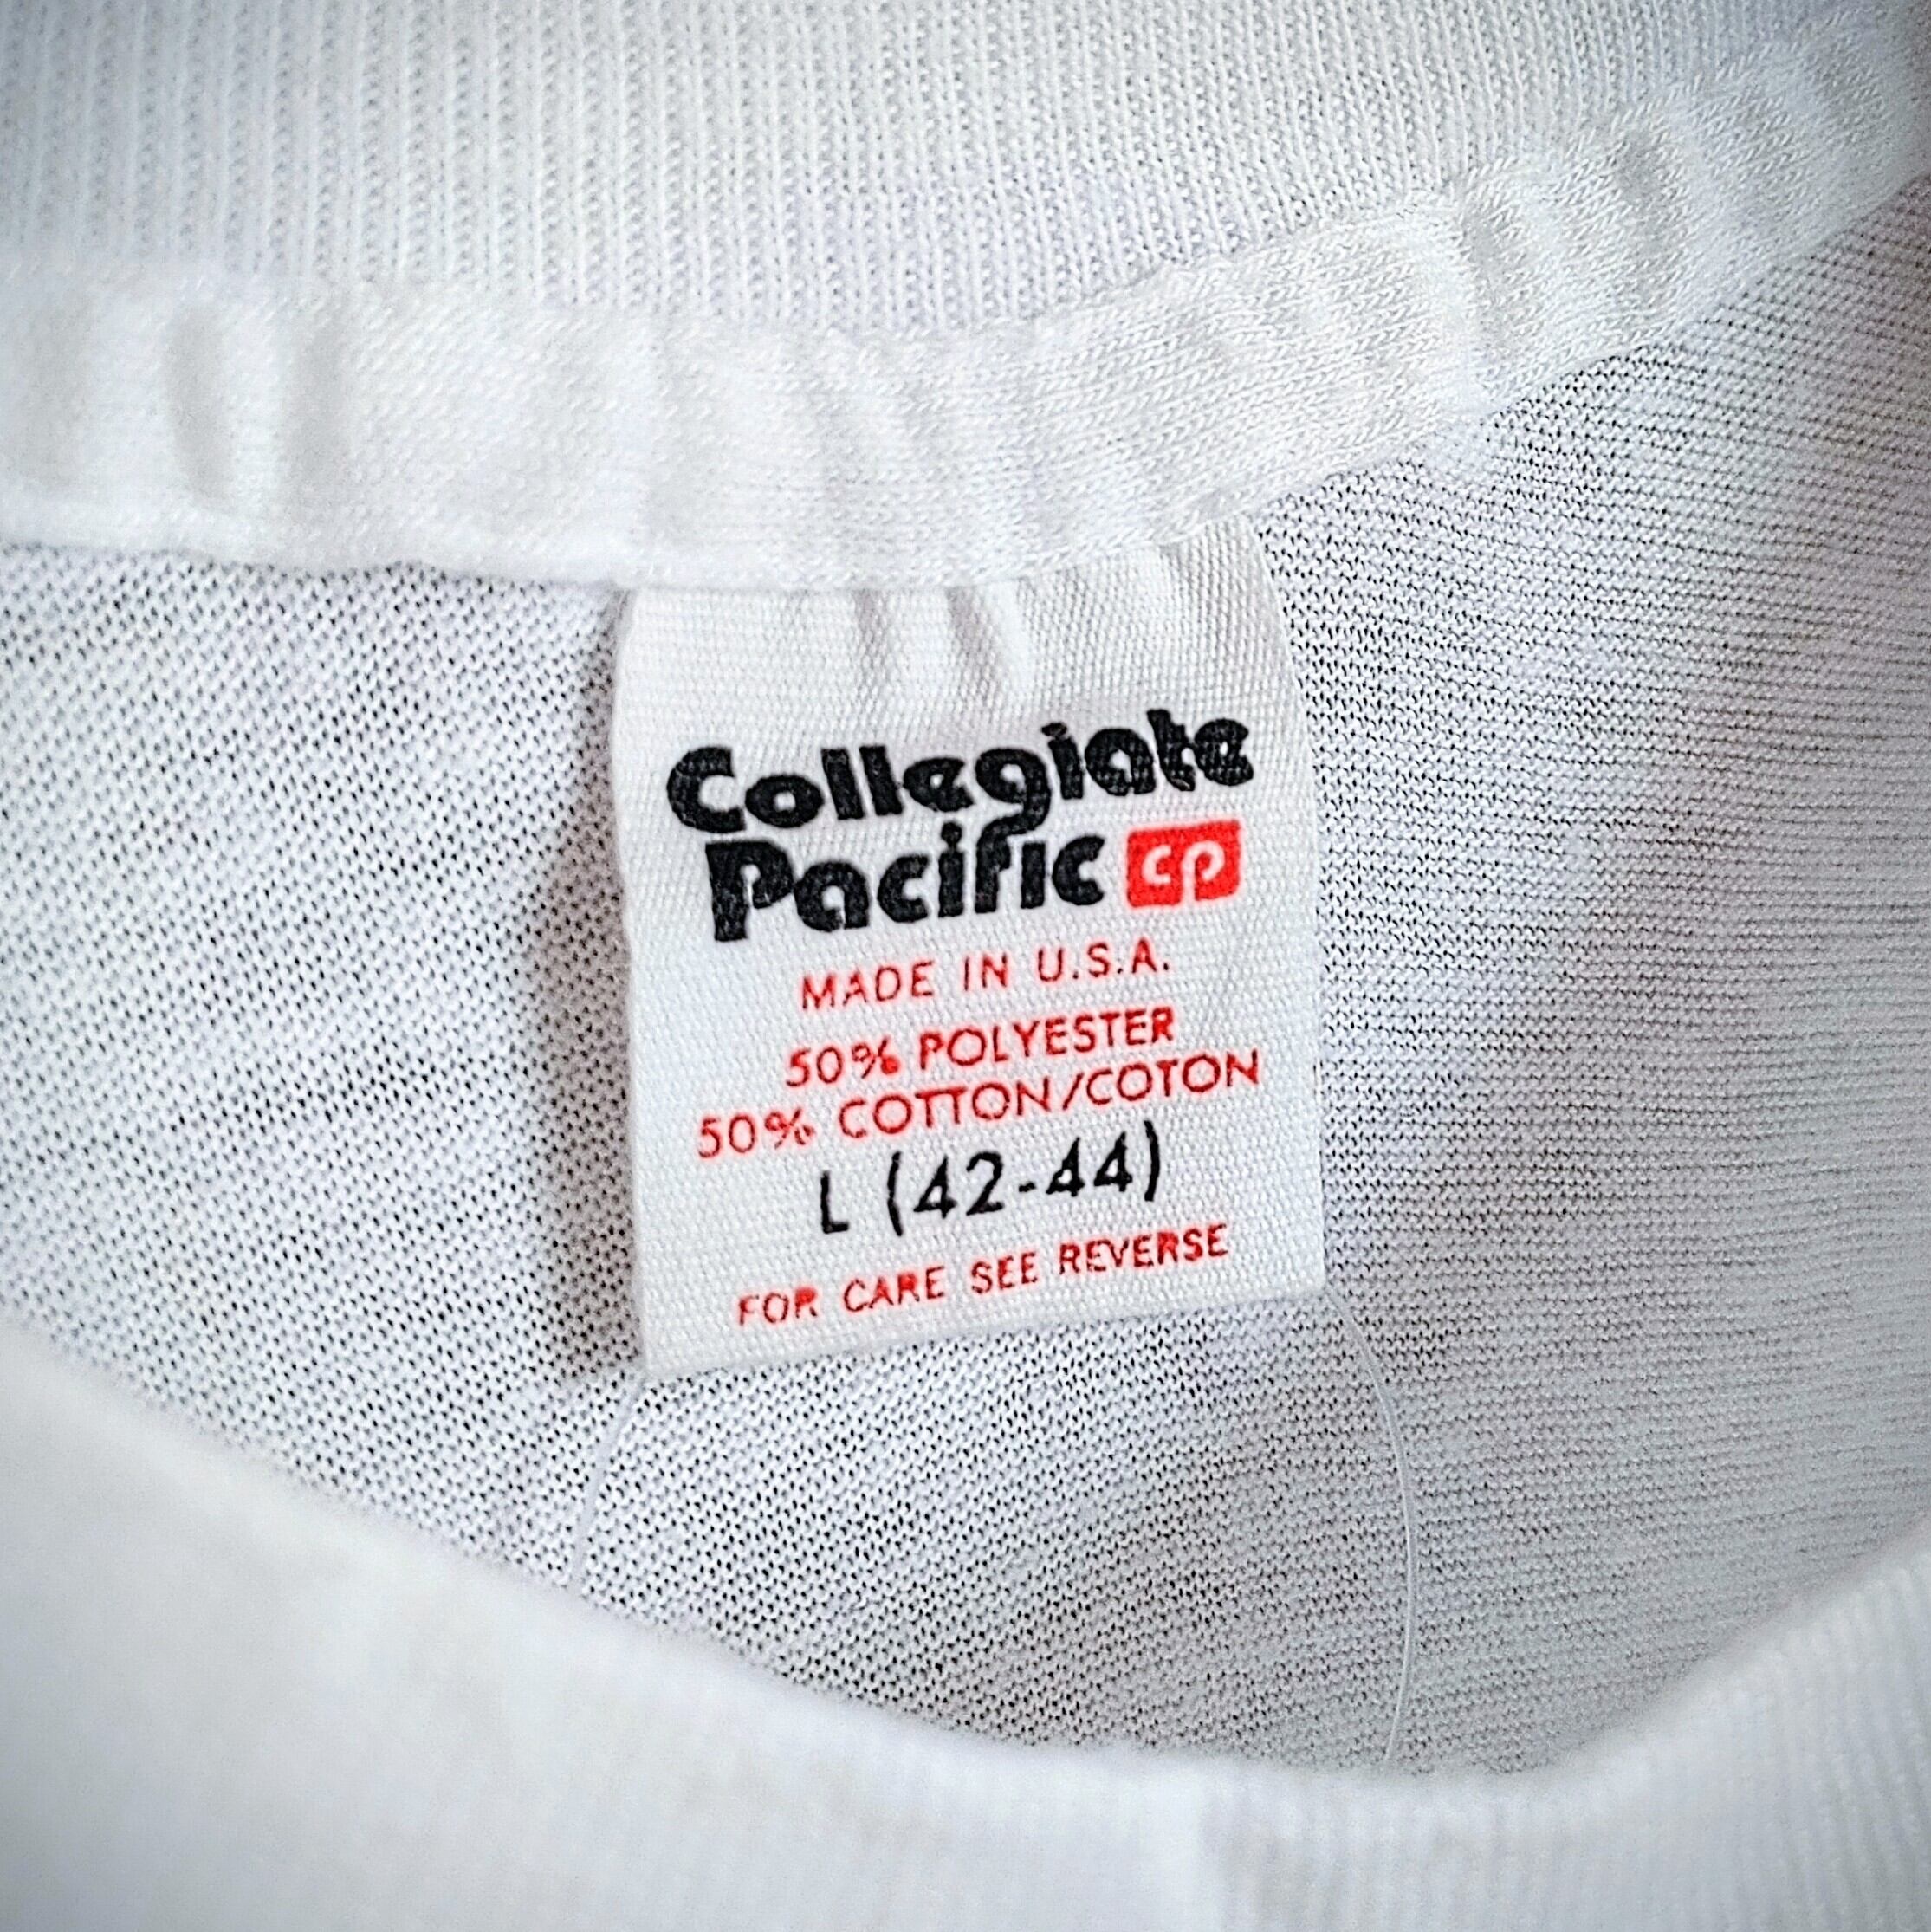 Collegiate
Pacific cp
MADE IN U.S.A.
50% POLYESTER
50% COTTON/COTON
L (42-44)
FOR CARE SEE REVERSE